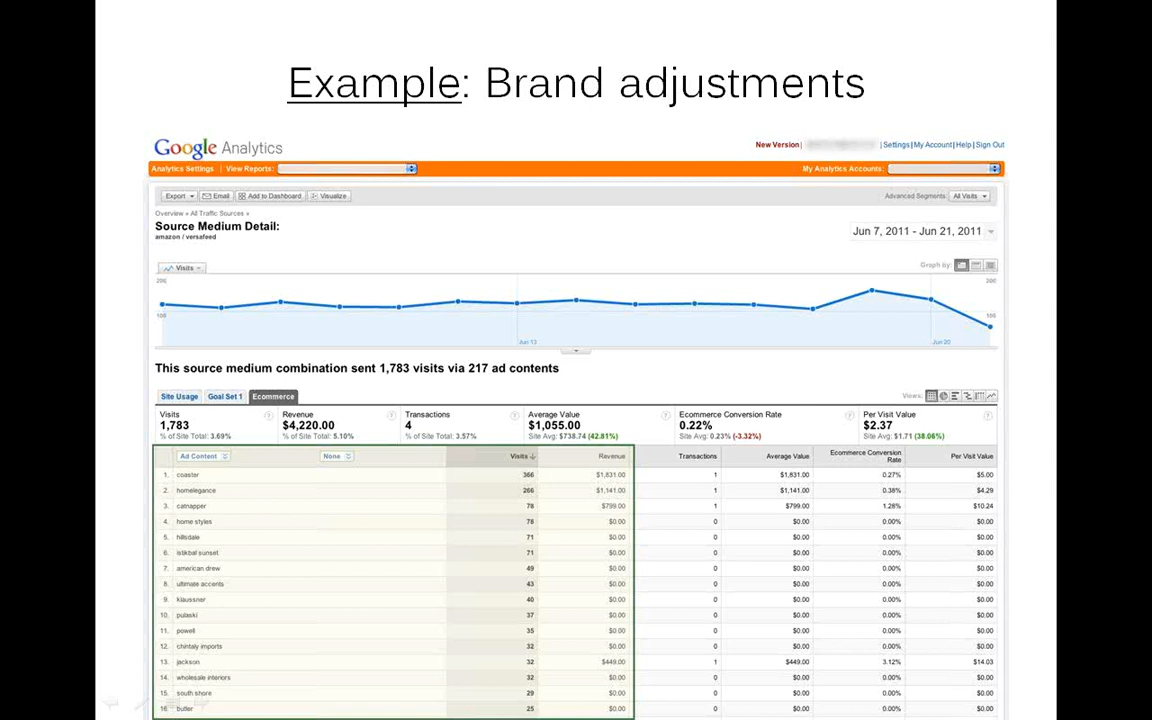 Example: Brand adjustments
Google Analytics
New Version | Settings | My Account | Help | Sign Out
Analytics Settings | View Reports: My Analytics Accounts:
Export Email Add to Dashboard Visualize Advanced Segments: All Visits
Overview » All Traffic Sources »
Source Medium Detail:
amazon / versafeed
Jun 7, 2011 - Jun 21, 2011
Visits Graph by:
200 200
100 100
Jun 13 Jun 20
This source medium combination sent 1,783 visits via 217 ad contents
Site Usage Goal Set 1 Ecommerce Views:
Visits Revenue Transactions Average Value Ecommerce Conversion Rate Per Visit Value
1,783 $4,220.00 4 $1,055.00 0.22% $2.37
% of Site Total: 3.69% % of Site Total: 5.10% % of Site Total: 3.57% Site Avg: $738.74 (42.81%) Site Avg: 0.23% (-3.32%) Site Avg: $1.71 (38.06%)
Ad Content None Visits Revenue Transactions Average Value Ecommerce Conversion Rate Per Visit Value
1. coaster 366 $1,831.00 1 $1,831.00 0.27% $5.00
2. homelegance 266 $1,141.00 1 $1,141.00 0.38% $4.29
3. catnapper 78 $799.00 1 $799.00 1.28% $10.24
4. home styles 78 $0.00 0 $0.00 0.00% $0.00
5. hillsdale 71 $0.00 0 $0.00 0.00% $0.00
6. istikbal sunset 71 $0.00 0 $0.00 0.00% $0.00
7. american drew 49 $0.00 0 $0.00 0.00% $0.00
8. ultimate accents 43 $0.00 0 $0.00 0.00% $0.00
9. klaussner 40 $0.00 0 $0.00 0.00% $0.00
10. pulaski 37 $0.00 0 $0.00 0.00% $0.00
11. powell 35 $0.00 0 $0.00 0.00% $0.00
12. chintaly imports 32 $0.00 0 $0.00 0.00% $0.00
13. jackson 32 $449.00 1 $449.00 3.12% $14.03
14. wholesale interiors 32 $0.00 0 $0.00 0.00% $0.00
15. south shore 29 $0.00 0 $0.00 0.00% $0.00
16. butler 25 $0.00 0 $0.00 0.00% $0.00